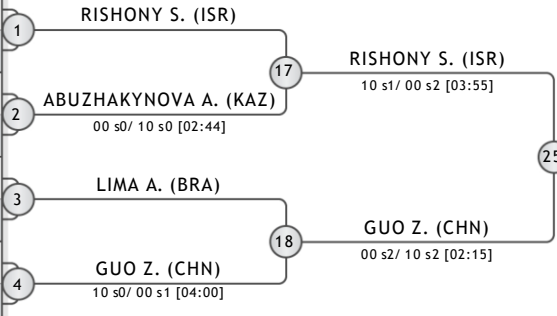 RISHONY S. (ISR)
1
17
RISHONY S. (ISR)
10 s1/ 00 s2 [03:55]
ABUZHAKYNOVA A. (KAZ)
2
00 s0/ 10 s0 [02:44]
25
LIMA A. (BRA)
3
18
GUO Z. (CHN)
00 s2/ 10 s2 [02:15]
GUO Z. (CHN)
4
10 s0/ 00 s1 [04:00]